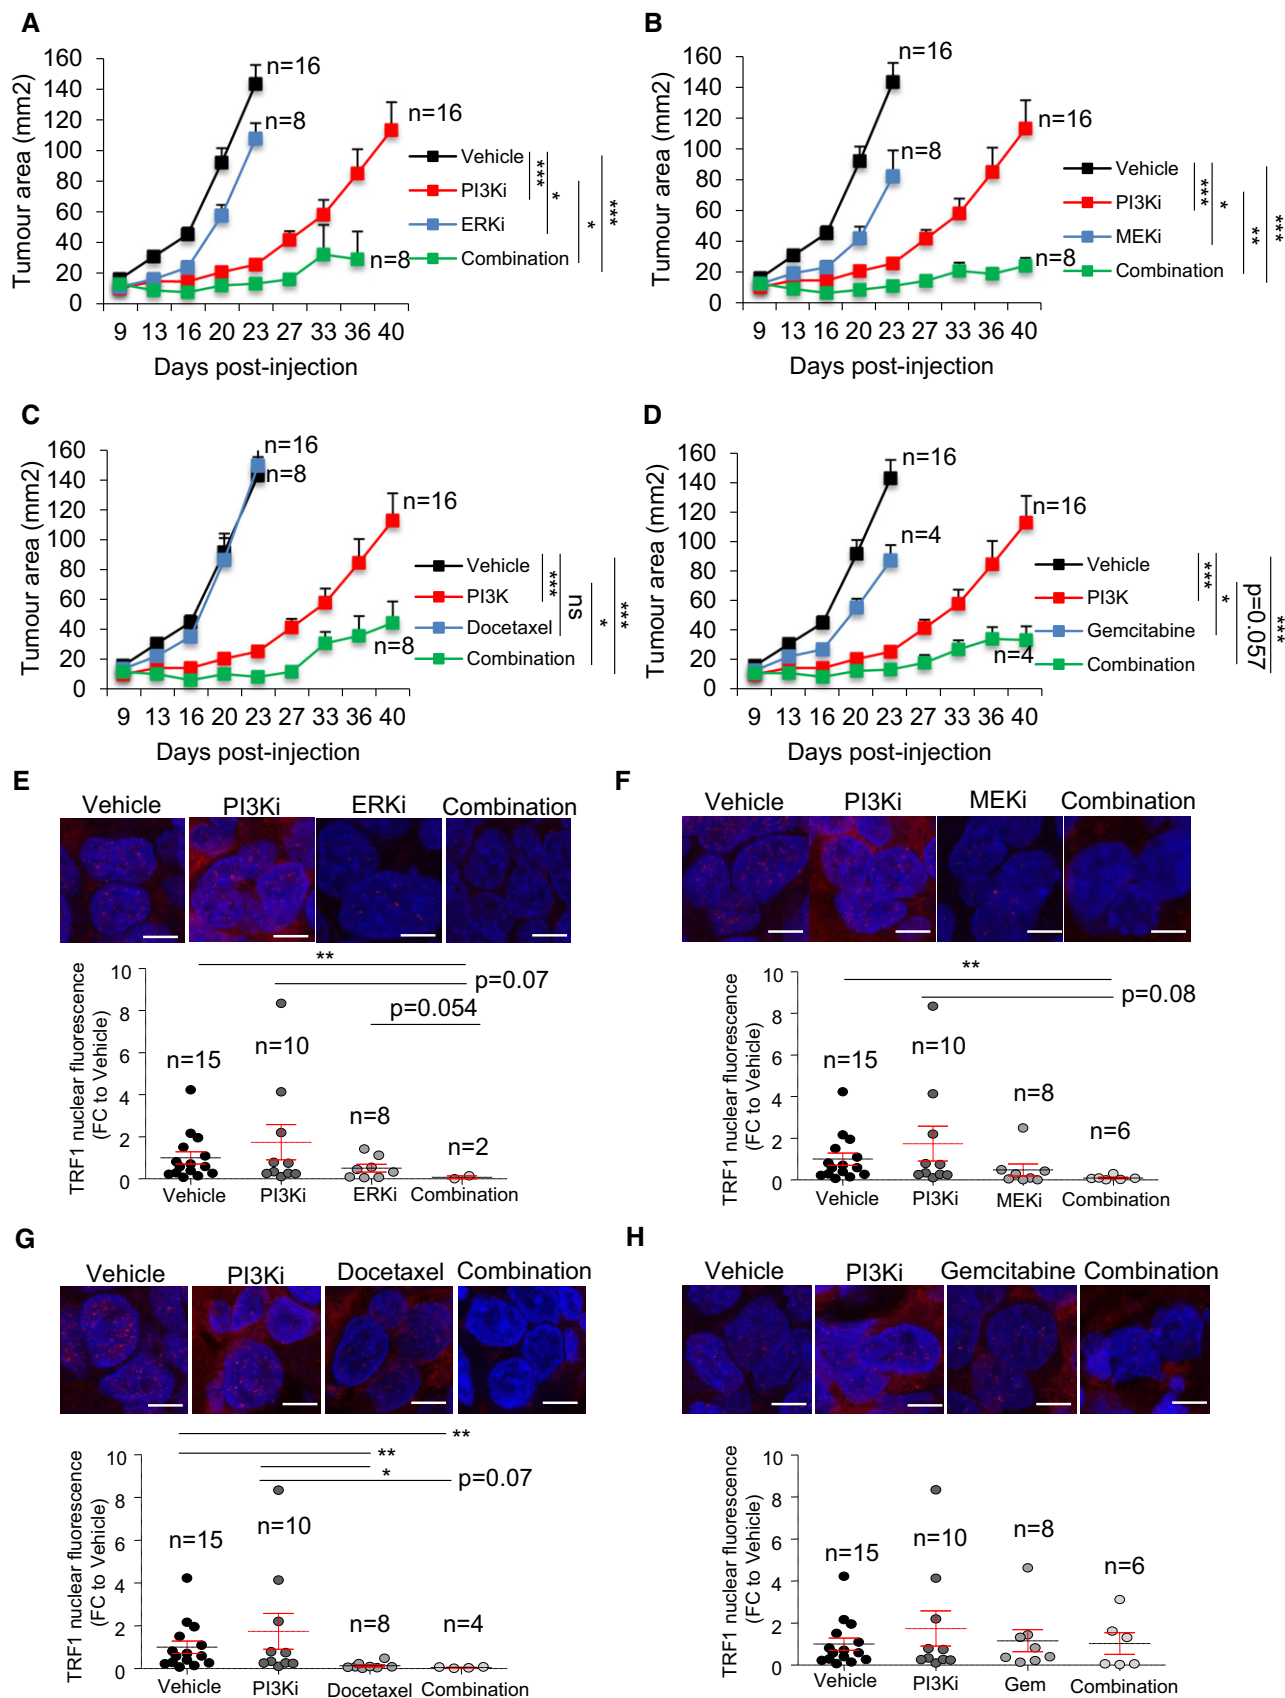 A
160
140
120
100
80
60
40
20
0
Tumour area (mm2)
n=16
n=8
n=16
n=8
Vehicle
PI3Ki
ERKi
Combination
***
*
*
***
9 13 16 20 23 27 33 36 40
Days post-injection
B
160
140
120
100
80
60
40
20
0
Tumour area (mm2)
n=16
n=8
n=16
n=8
Vehicle
PI3Ki
MEKi
Combination
***
*
**
***
9 13 16 20 23 27 33 36 40
Days post-injection
C
160
140
120
100
80
60
40
20
0
Tumour area (mm2)
n=16
n=8
n=16
n=8
Vehicle
PI3K
Docetaxel
Combination
***
ns
*
***
9 13 16 20 23 27 33 36 40
Days post-injection
D
160
140
120
100
80
60
40
20
0
Tumour area (mm2)
n=16
n=4
n=16
n=4
Vehicle
PI3K
Gemcitabine
Combination
***
*
p=0.057
***
9 13 16 20 23 27 33 36 40
Days post-injection
E
Vehicle PI3Ki ERKi Combination
**
p=0.07
p=0.054
TRF1 nuclear fluorescence
(FC to Vehicle)
10
8
6
4
2
0
n=15
n=10
n=8
n=2
Vehicle PI3Ki ERKi Combination
F
Vehicle PI3Ki MEKi Combination
**
p=0.08
TRF1 nuclear fluorescence
(FC to Vehicle)
10
8
6
4
2
0
n=15
n=10
n=8
n=6
Vehicle PI3Ki MEKi Combination
G
Vehicle PI3Ki Docetaxel Combination
**
**
*
p=0.07
TRF1 nuclear fluorescence
(FC to Vehicle)
10
8
6
4
2
0
n=15
n=10
n=8
n=4
Vehicle PI3Ki Docetaxel Combination
H
Vehicle PI3Ki Gemcitabine Combination
TRF1 nuclear fluorescence
(FC to Vehicle)
10
8
6
4
2
0
n=15
n=10
n=8
n=6
Vehicle PI3Ki Gem Combination